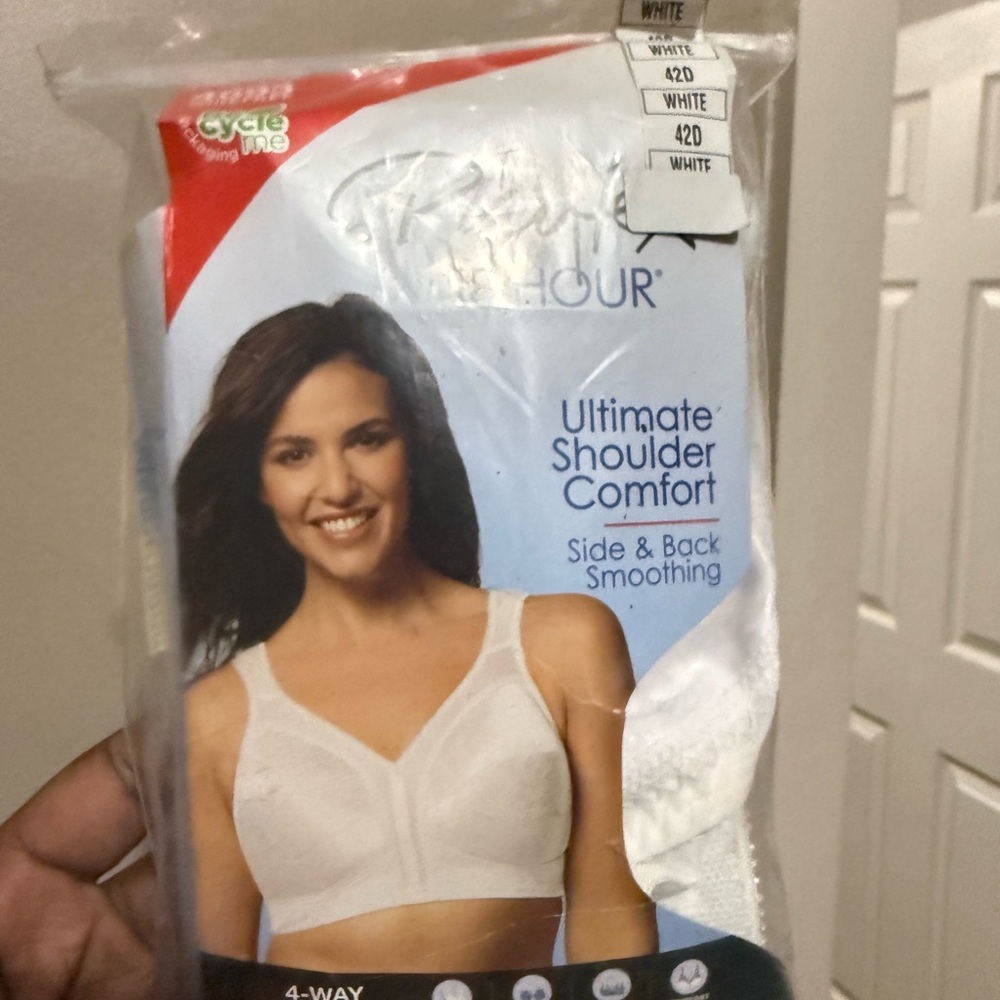 WHITE
WHITE
42D
WHITE
42D
WHITE
cycle
me
HOUR®
Ultimate
Shoulder
Comfort
Side & Back
Smoothing
4-WAY